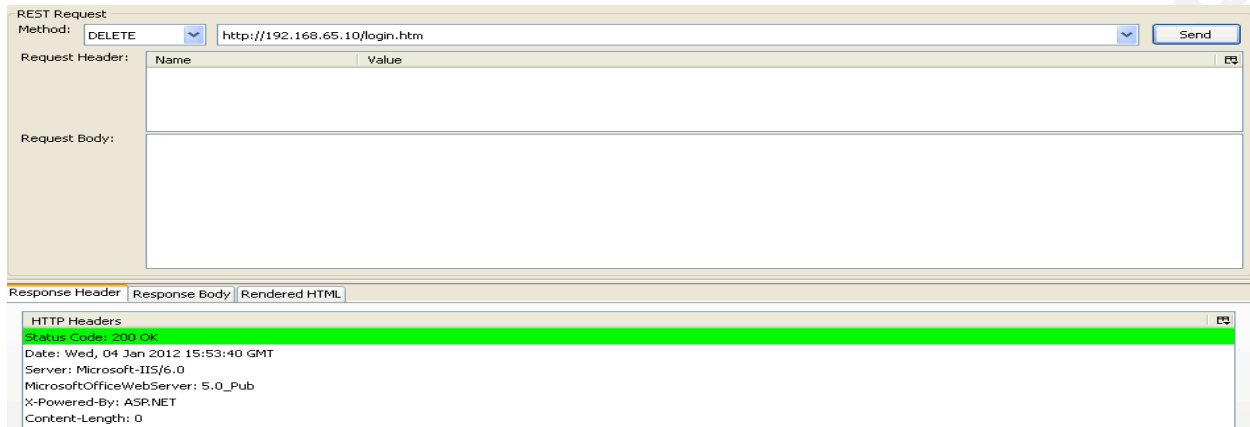 REST Request
Method: DELETE http://192.168.65.10/login.htm Send
Request Header: Name Value
Request Body:
Response Header Response Body Rendered HTML
HTTP Headers
Status Code: 200 OK
Date: Wed, 04 Jan 2012 15:53:40 GMT
Server: Microsoft-IIS/6.0
MicrosoftOfficeWebServer: 5.0_Pub
X-Powered-By: ASP.NET
Content-Length: 0